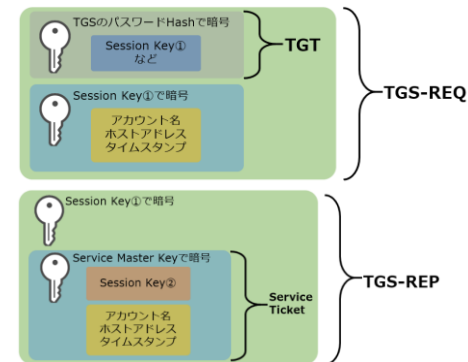 TGSのパスワードHashで暗号
Session Key①
など
TGT
Session Key①で暗号
アカウント名
ホストアドレス
タイムスタンプ
TGS-REQ
Session Key①で暗号
Service Master Keyで暗号
Session Key②
アカウント名
ホストアドレス
タイムスタンプ
Service
Ticket
TGS-REP